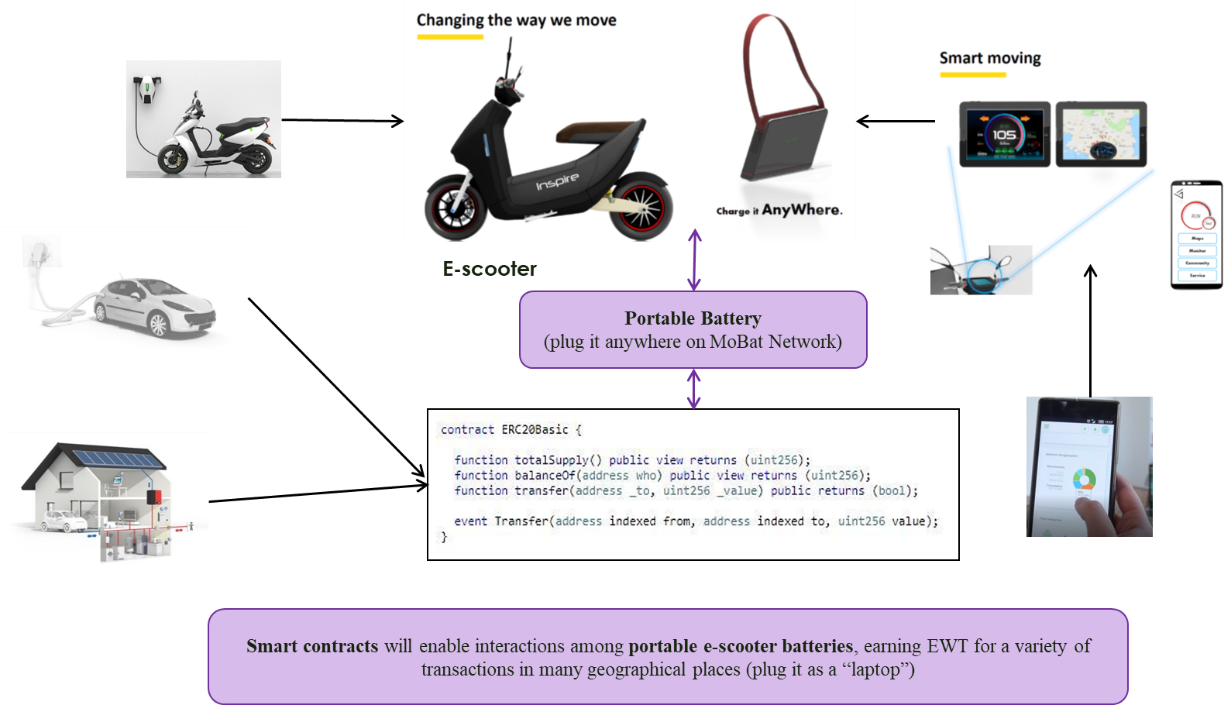 Changing the way we move
Smart moving
105
Inspire
Charge it AnyWhere.
RUN
Maps
Monitor
Community
Service
E-scooter
Portable Battery
(plug it anywhere on MoBat Network)
contract ERC20Basic {
function totalSupply() public view returns (uint256);
function balanceOf(address who) public view returns (uint256);
function transfer(address _to, uint256 _value) public returns (bool);
event Transfer(address indexed from, address indexed to, uint256 value);
}
Smart contracts will enable interactions among portable e-scooter batteries, earning EWT for a variety of
transactions in many geographical places (plug it as a “laptop”)